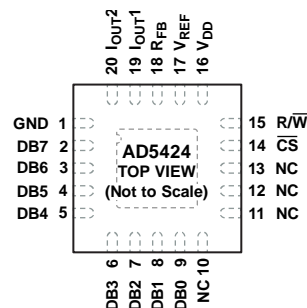 20 IOUT2
19 IOUT1
18 RFB
17 VREF
16 VDD
GND 1
DB7 2
DB6 3
DB5 4
DB4 5
AD5424
TOP VIEW
(Not to Scale)
15 R/W̅
14 C̅S̅
13 NC
12 NC
11 NC
DB3 6
DB2 7
DB1 8
DB0 9
NC 10